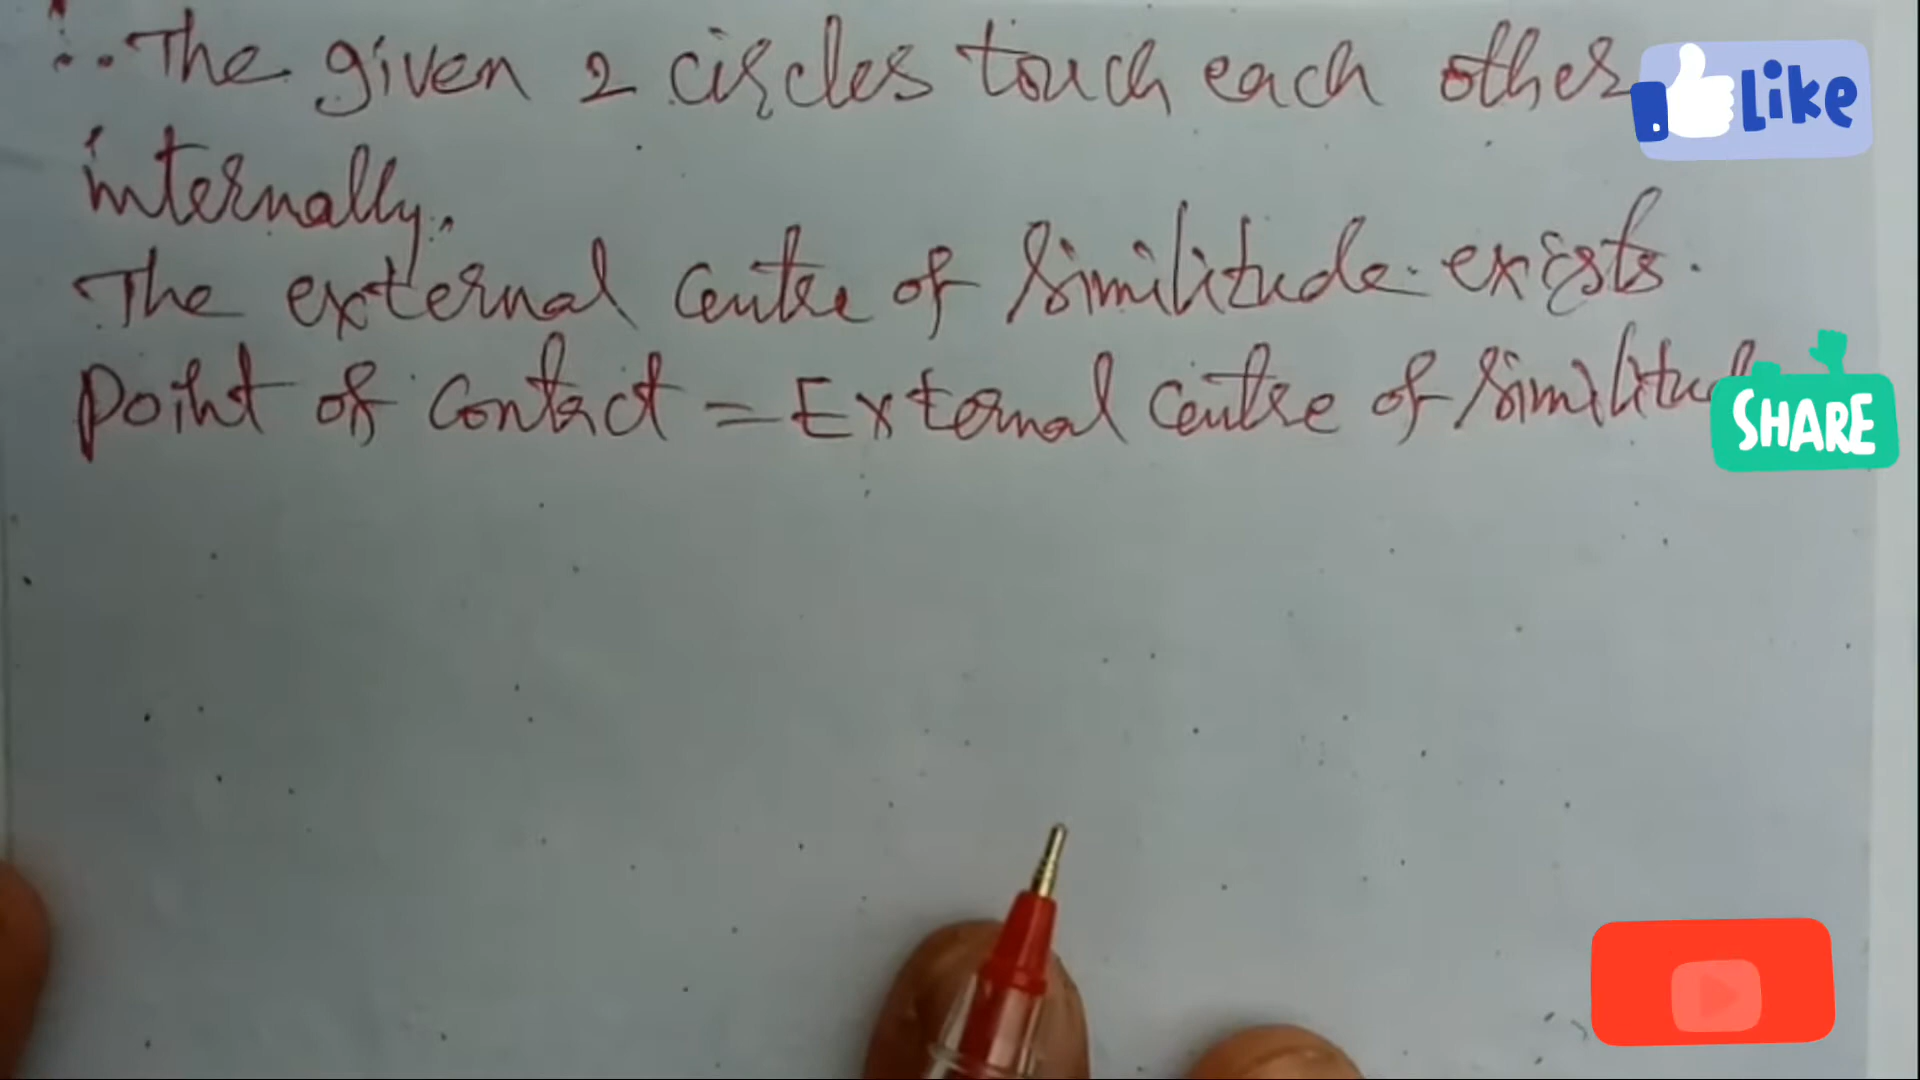 ∴ The given 2 circles touch each other
internally.
The external centre of similitude exists.
Point of contact = External centre of similitud
Like
SHARE